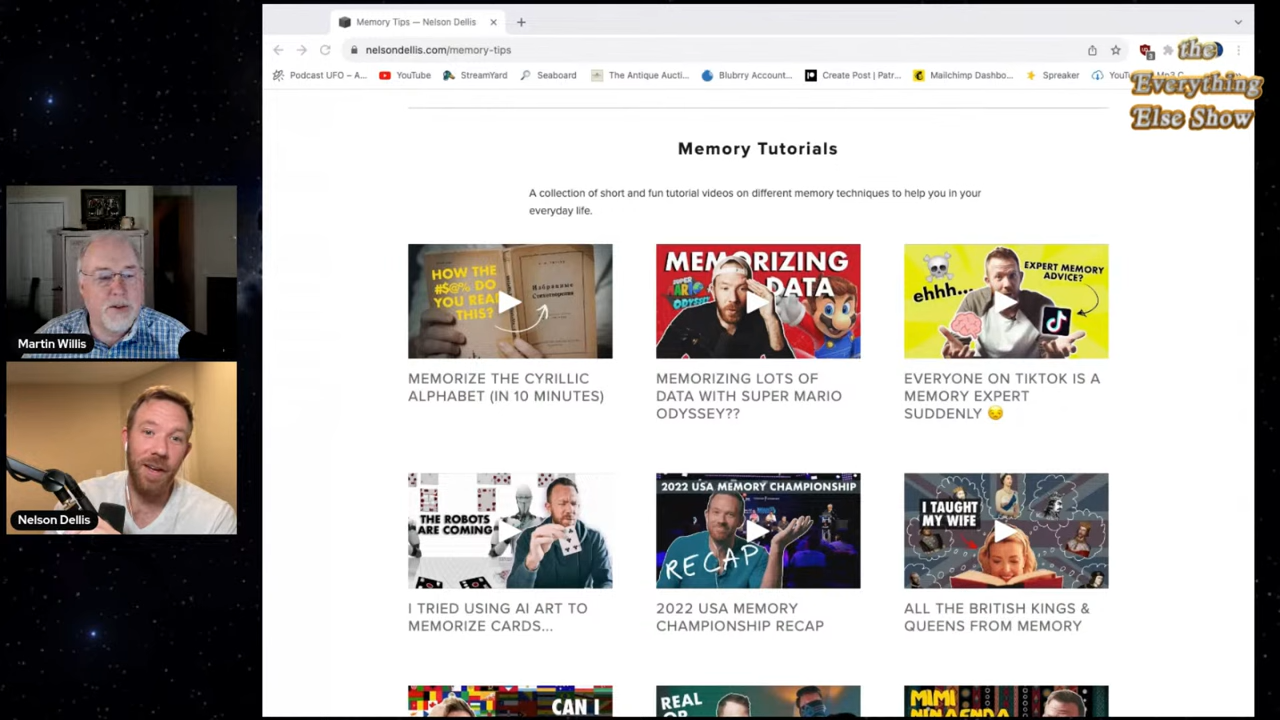 Memory Tips — Nelson Dellis
nelsondellis.com/memory-tips
Podcast UFO – A...
YouTube
StreamYard
Seaboard
The Antique Aucti...
Blubrry Account...
Create Post | Patr...
Mailchimp Dashbo...
Spreaker
the
Everything
Else Show
Memory Tutorials
A collection of short and fun tutorial videos on different memory techniques to help you in your
everyday life.
HOW THE
#$@% DO
YOU READ
THIS?
Избранные
MEMORIZING
DATA
SUPER MARIO
ODYSSEY
EXPERT MEMORY
ADVICE?
ehhh...
MEMORIZE THE CYRILLIC
ALPHABET (IN 10 MINUTES)
MEMORIZING LOTS OF
DATA WITH SUPER MARIO
ODYSSEY??
EVERYONE ON TIKTOK IS A
MEMORY EXPERT
SUDDENLY 😔
Martin Willis
Nelson Dellis
THE ROBOTS
ARE COMING
2022 USA MEMORY CHAMPIONSHIP
RECAP
I TAUGHT
MY WIFE
I TRIED USING AI ART TO
MEMORIZE CARDS...
2022 USA MEMORY
CHAMPIONSHIP RECAP
ALL THE BRITISH KINGS &
QUEENS FROM MEMORY
CAN I
REAL
MIMI